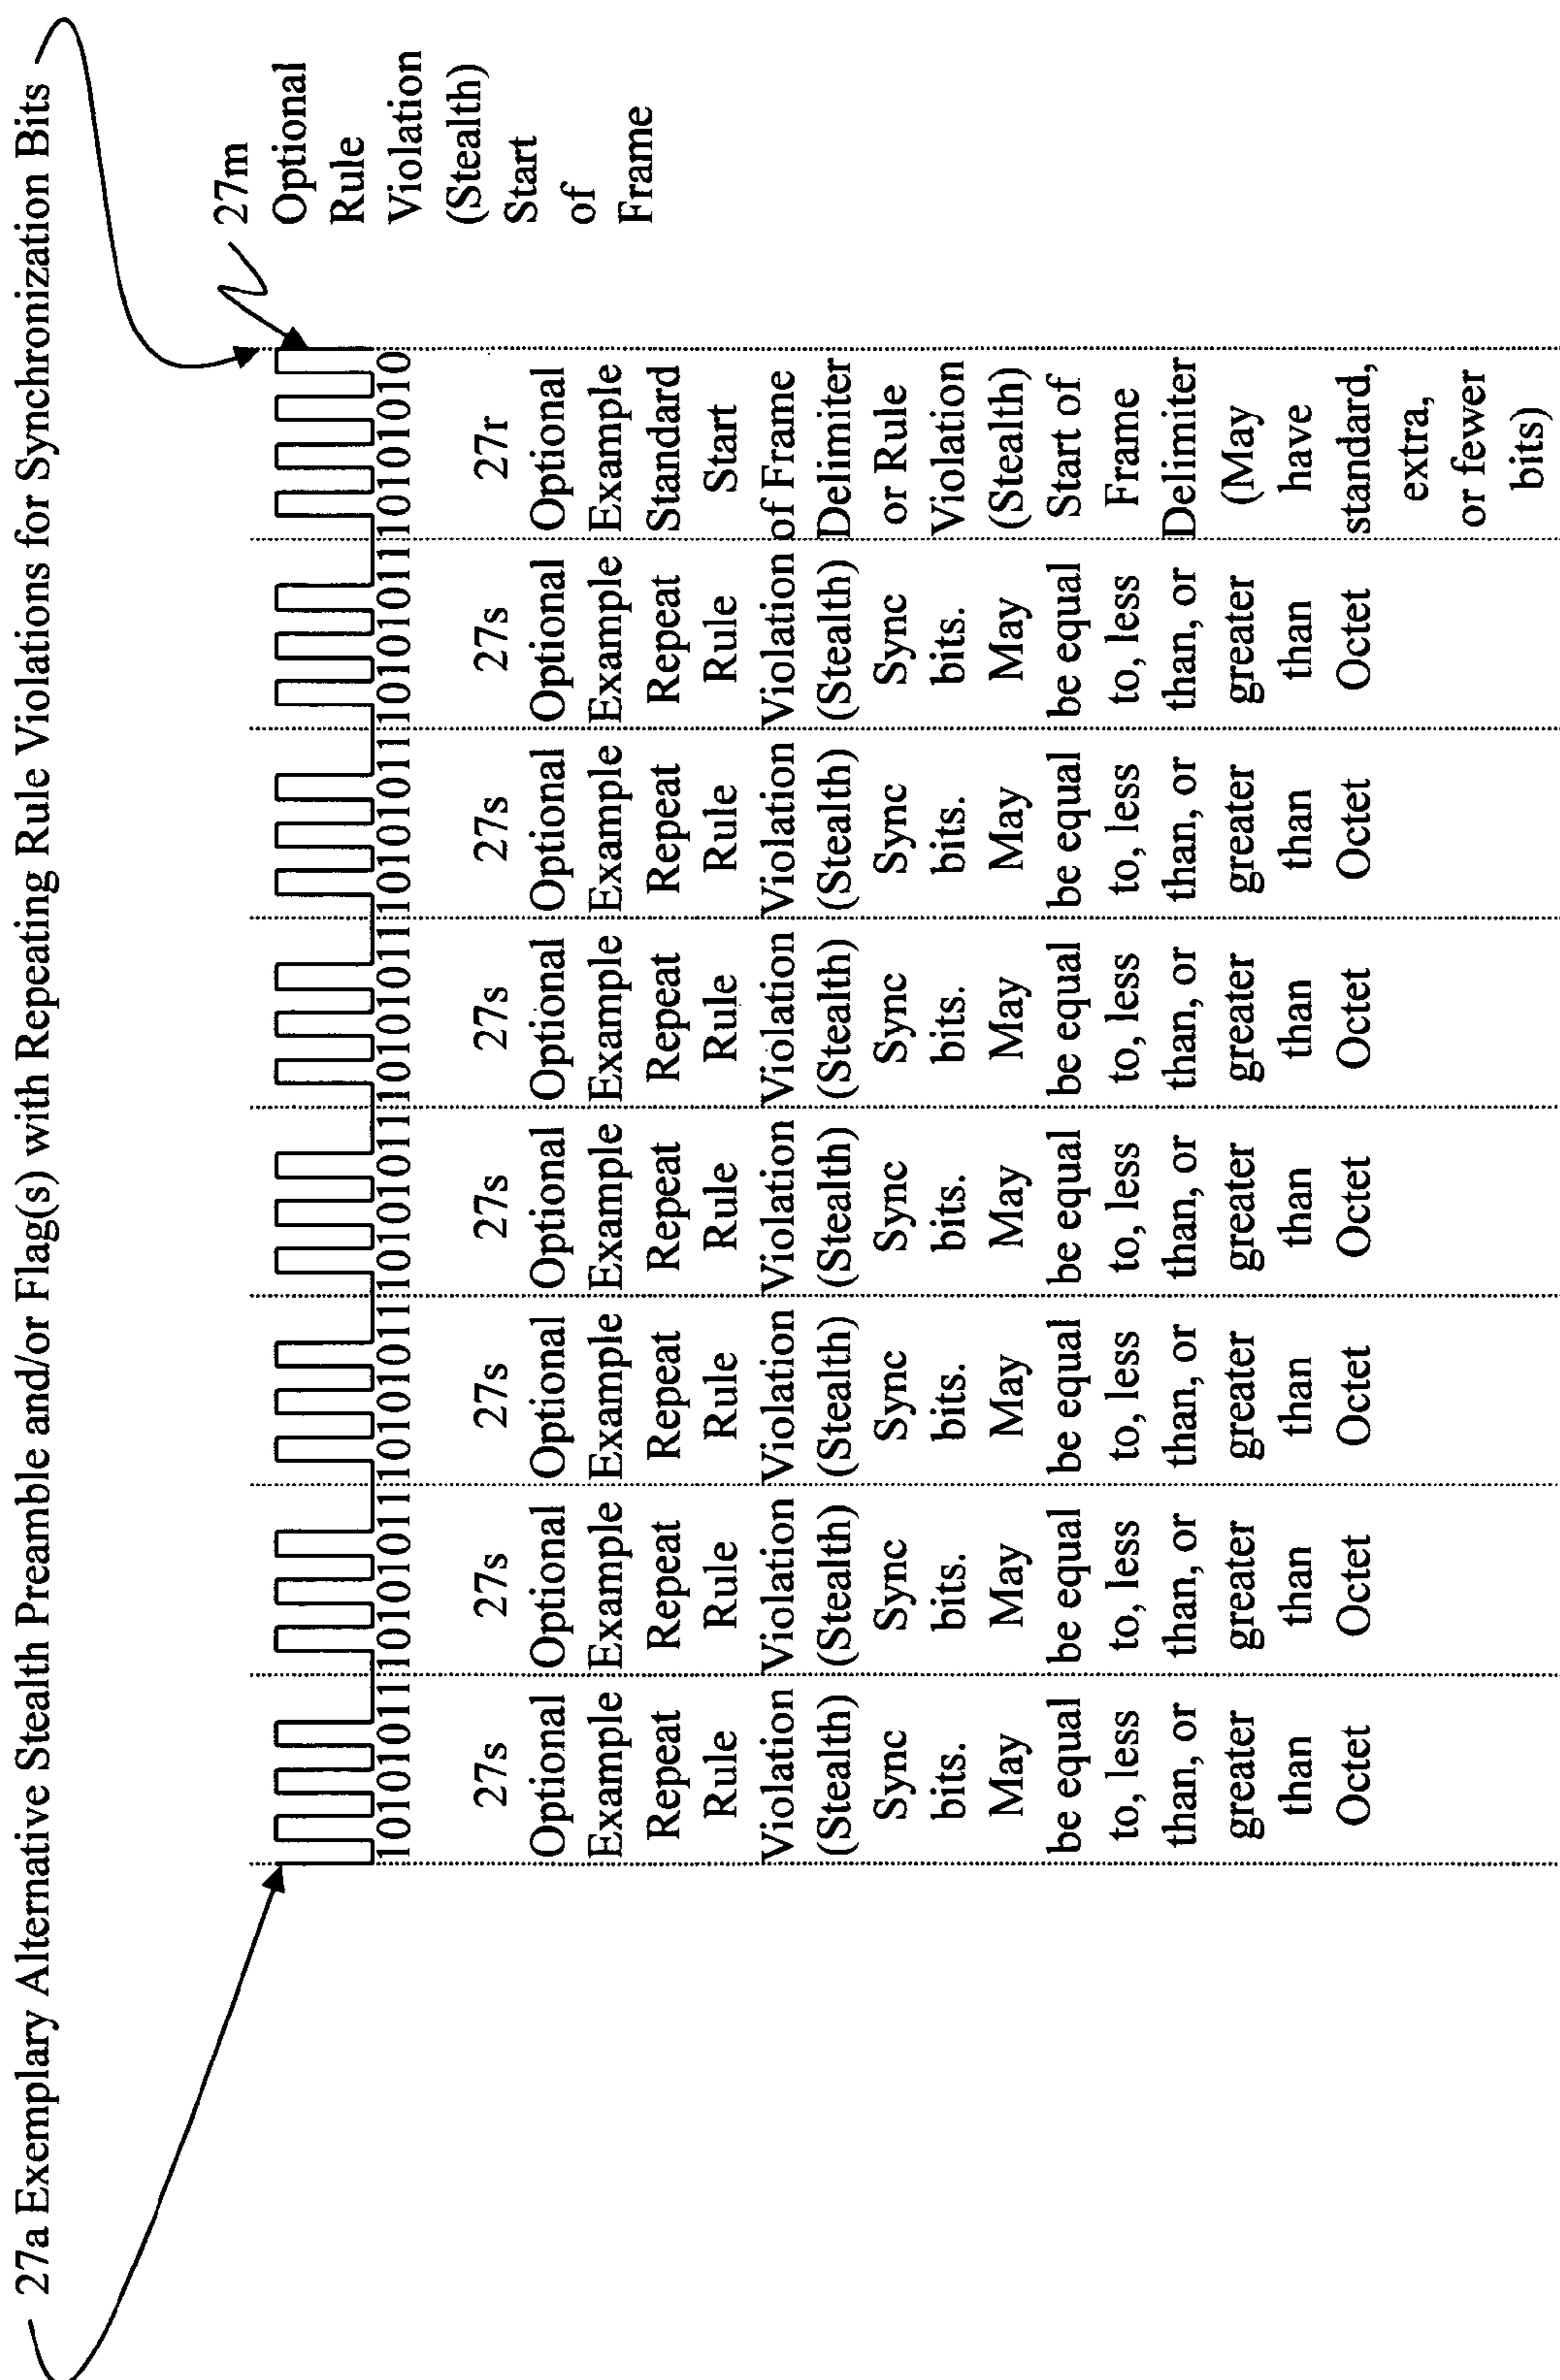 27a Exemplary Alternative Stealth Preamble and/or Flag(s) with Repeating Rule Violations for Synchronization Bits
27m
Optional
Rule
Violation
(Stealth)
Start
of
Frame
10101011
27s
Optional
Example
Repeat
Rule
Violation
(Stealth)
Sync
bits.
May
be equal
to, less
than, or
greater
than
Octet
10101011
27s
Optional
Example
Repeat
Rule
Violation
(Stealth)
Sync
bits.
May
be equal
to, less
than, or
greater
than
Octet
10101011
27s
Optional
Example
Repeat
Rule
Violation
(Stealth)
Sync
bits.
May
be equal
to, less
than, or
greater
than
Octet
10101011
27s
Optional
Example
Repeat
Rule
Violation
(Stealth)
Sync
bits.
May
be equal
to, less
than, or
greater
than
Octet
10101011
27s
Optional
Example
Repeat
Rule
Violation
(Stealth)
Sync
bits.
May
be equal
to, less
than, or
greater
than
Octet
10101011
27s
Optional
Example
Repeat
Rule
Violation
(Stealth)
Sync
bits.
May
be equal
to, less
than, or
greater
than
Octet
10101011
27s
Optional
Example
Repeat
Rule
Violation
(Stealth)
Sync
bits.
May
be equal
to, less
than, or
greater
than
Octet
10101010
27r
Optional
Example
Standard
Start
of Frame
Delimiter
or Rule
Violation
(Stealth)
Start of
Frame
Delimiter
(May
have
standard,
extra,
or fewer
bits)